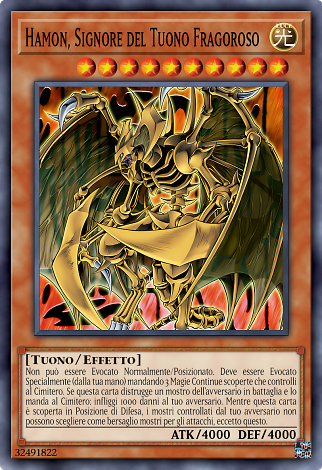 Hamon, Signore del Tuono Fragoroso
光
[Tuono/Effetto]
Non può essere Evocato Normalmente/Posizionato. Deve essere Evocato
Specialmente (dalla tua mano) mandando 3 Magie Continue scoperte che controlli
al Cimitero. Se questa carta distrugge un mostro dell'avversario in battaglia e lo
manda al Cimitero: infliggi 1000 danni al tuo avversario. Mentre questa carta
è scoperta in Posizione di Difesa, i mostri controllati dal tuo avversario non
possono scegliere come bersaglio mostri per gli attacchi, eccetto questo.
ATK/4000 DEF/4000
32491822